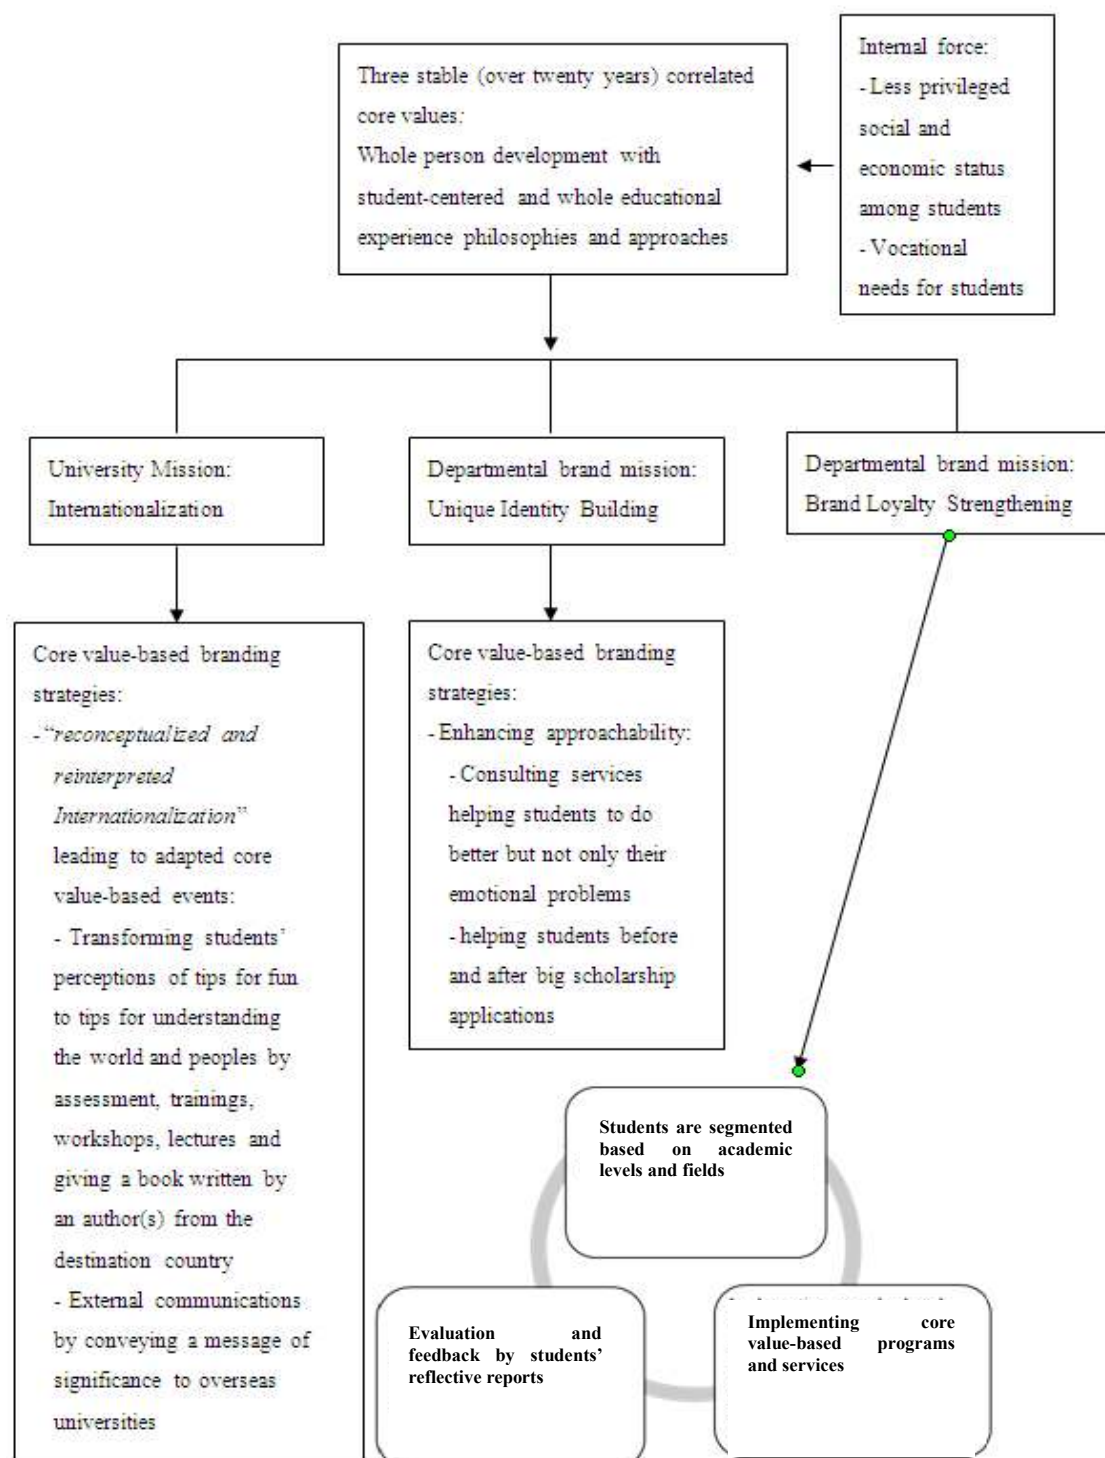 Three stable (over twenty years) correlated
core values:
Whole person development with
student-centered and whole educational
experience philosophies and approaches
Internal force:
- Less privileged
social and
economic status
among students
- Vocational
needs for students
University Mission:
Internationalization
Departmental brand mission:
Unique Identity Building
Departmental brand mission:
Brand Loyalty Strengthening
Core value-based branding
strategies:
- “reconceptualized and
reinterpreted
Internationalization”
leading to adapted core
value-based events:
- Transforming students’
perceptions of tips for fun
to tips for understanding
the world and peoples by
assessment, trainings,
workshops, lectures and
giving a book written by
an author(s) from the
destination country
- External communications
by conveying a message of
significance to overseas
universities
Core value-based branding
strategies:
- Enhancing approachability:
- Consulting services
helping students to do
better but not only their
emotional problems
- helping students before
and after big scholarship
applications
Students are segmented
based on academic
levels and fields
Evaluation and
feedback by students’
reflective reports
Implementing core
value-based programs
and services